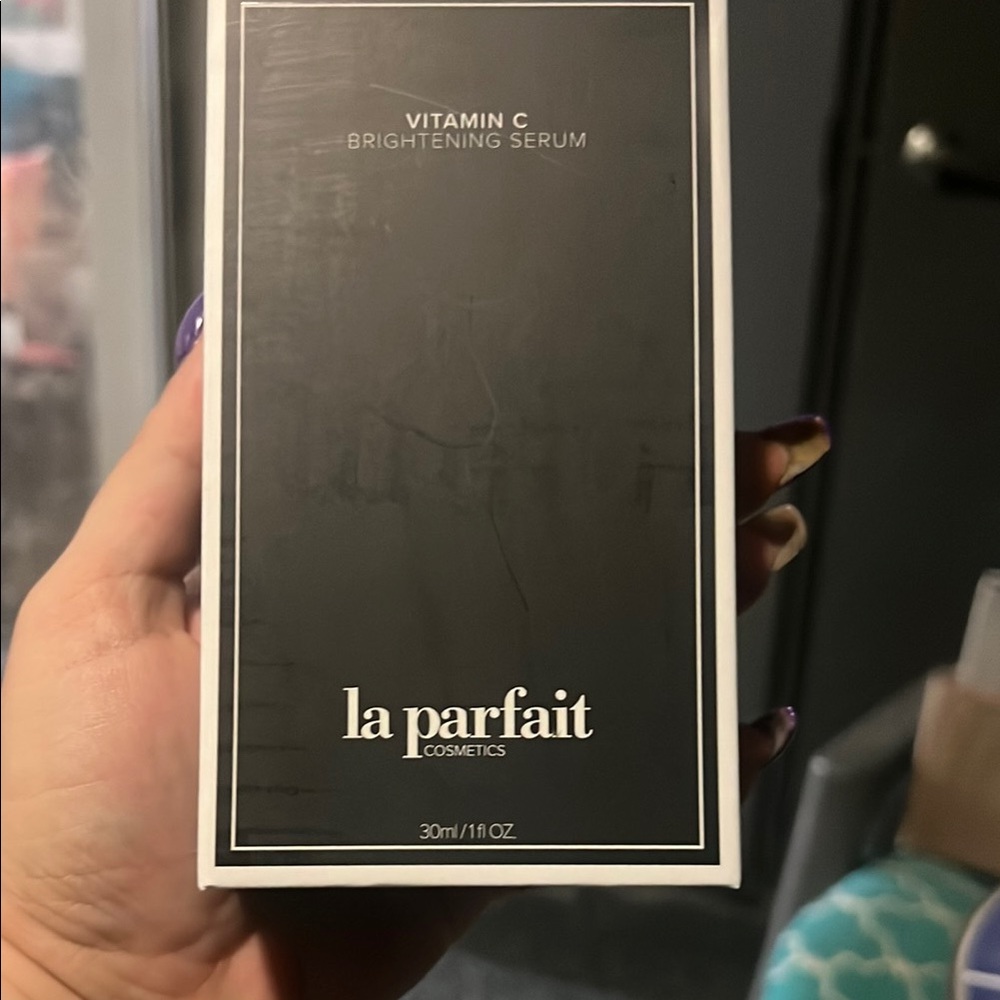 VITAMIN C
BRIGHTENING SERUM
la parfait
COSMETICS
30ml/1fl OZ